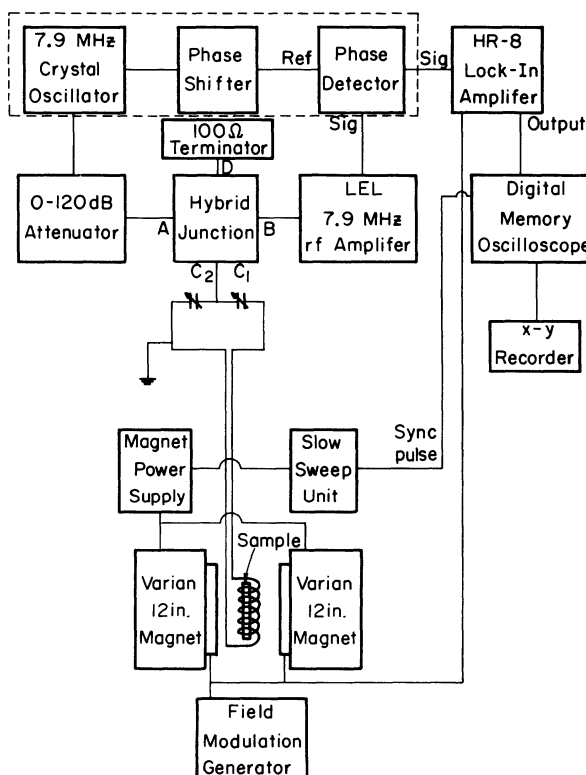 7.9 MHz
Crystal
Oscillator
Phase
Shifter
Ref
Phase
Detector
Sig
HR-8
Lock-In
Amplifer
100Ω
Terminator
D
Sig
Output
0-120dB
Attenuator
A
Hybrid
Junction
B
LEL
7.9 MHz
rf Amplifer
Digital
Memory
Oscilloscope
C2
C1
x-y
Recorder
Magnet
Power
Supply
Slow
Sweep
Unit
Sync
pulse
Sample
Varian
12in.
Magnet
Varian
12in.
Magnet
Field
Modulation
Generator